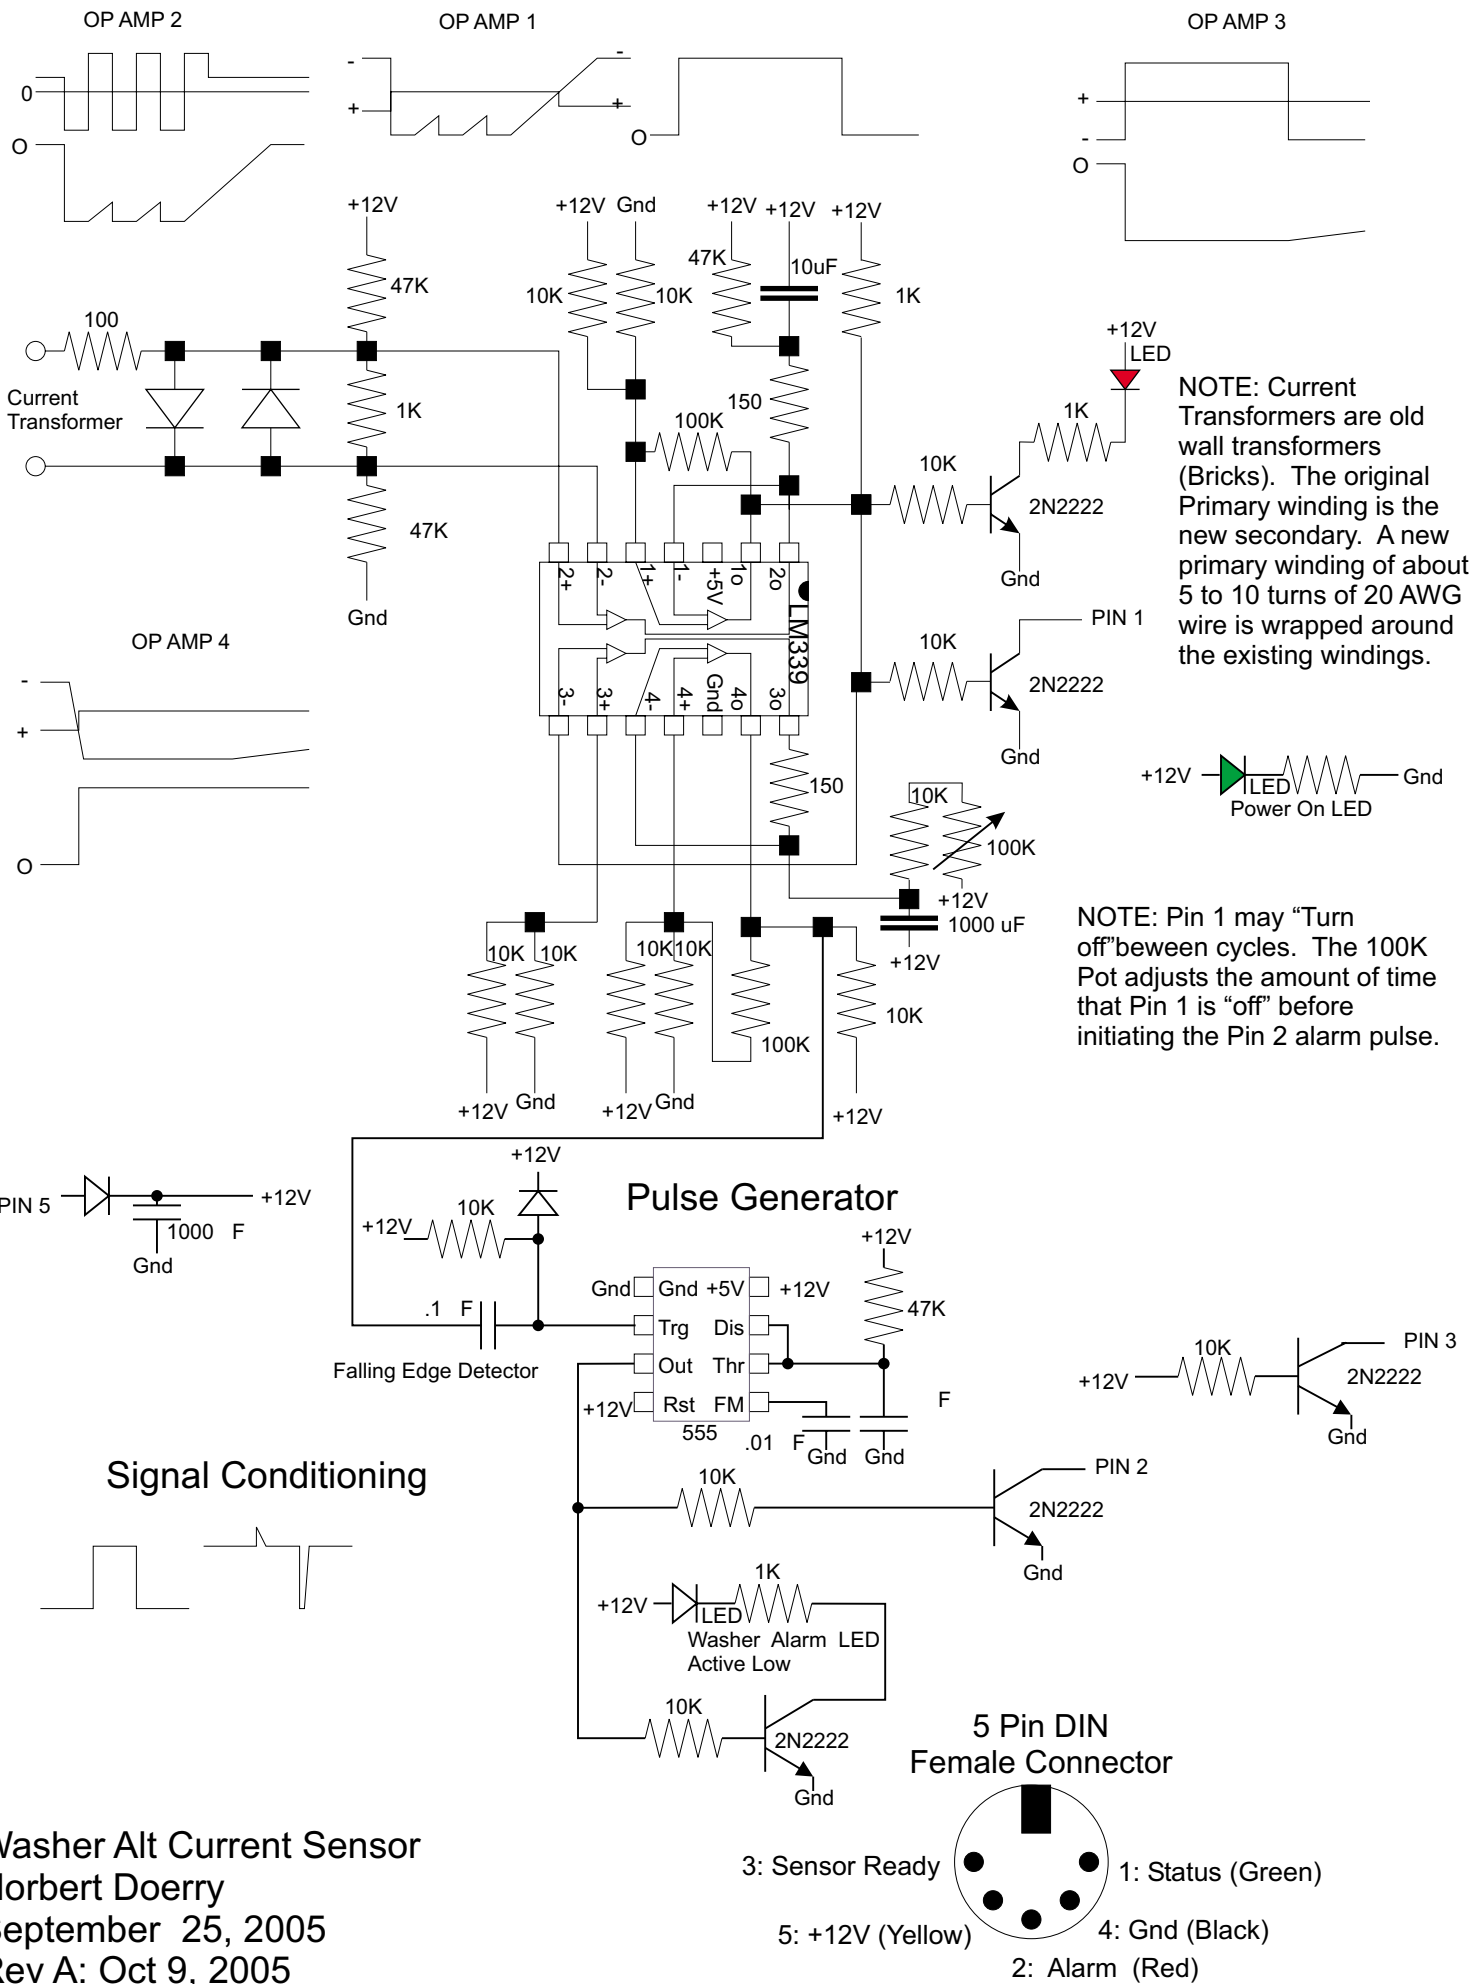 OP AMP 2
OP AMP 1
OP AMP 3
0
O
-
+
-
+
O
+
-
O
+12V
+12V
Gnd
+12V
+12V
+12V
47K
10K
10K
47K
10uF
1K
100
Current
Transformer
1K
47K
Gnd
100K
150
+12V
LED
1K
10K
2N2222
Gnd
NOTE: Current
Transformers are old
wall transformers
(Bricks). The original
Primary winding is the
new secondary. A new
primary winding of about
5 to 10 turns of 20 AWG
wire is wrapped around
the existing windings.
2+
2-
1+
1-
+5V
1o
2o
LM339
3-
3+
4-
4+
Gnd
4o
3o
10K
PIN 1
2N2222
Gnd
OP AMP 4
-
+
O
+12V
LED
Gnd
Power On LED
150
10K
100K
+12V
1000 uF
+12V
NOTE: Pin 1 may “Turn
off”beween cycles. The 100K
Pot adjusts the amount of time
that Pin 1 is “off” before
initiating the Pin 2 alarm pulse.
10K
10K
10K
10K
100K
10K
+12V
Gnd
+12V
Gnd
+12V
PIN 5
+12V
1000 F
Gnd
+12V
+12V
10K
.1 F
Falling Edge Detector
Pulse Generator
+12V
47K
Gnd
Gnd
+5V
+12V
Trg
Dis
Out
Thr
+12V
Rst
FM
555
.01 F
Gnd
F
Gnd
+12V
10K
PIN 3
2N2222
Gnd
Signal Conditioning
10K
PIN 2
2N2222
Gnd
+12V
LED
1K
Washer Alarm LED
Active Low
10K
2N2222
Gnd
5 Pin DIN
Female Connector
3: Sensor Ready
1: Status (Green)
5: +12V (Yellow)
4: Gnd (Black)
2: Alarm (Red)
Washer Alt Current Sensor
Norbert Doerry
September 25, 2005
Rev A: Oct 9, 2005